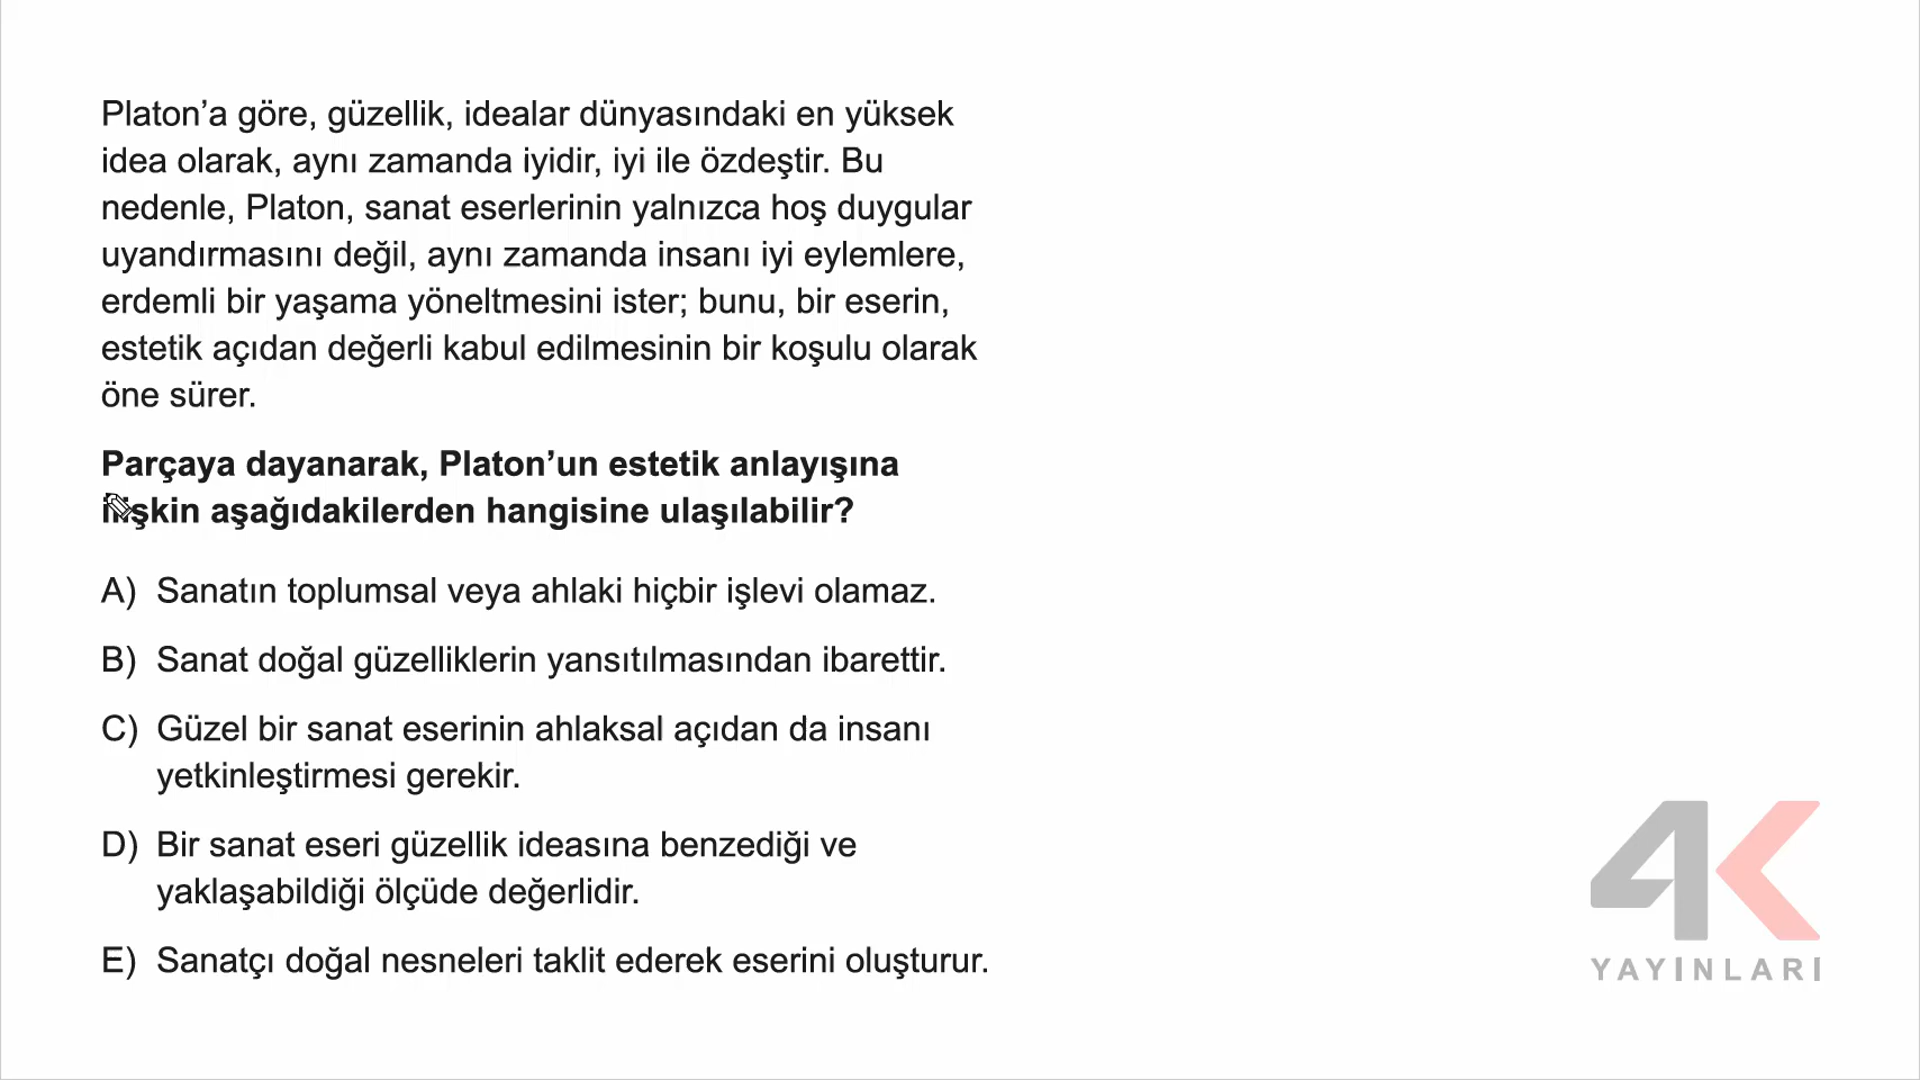 Platon’a göre, güzellik, idealar dünyasındaki en yüksek
idea olarak, aynı zamanda iyidir, iyi ile özdeştir. Bu
nedenle, Platon, sanat eserlerinin yalnızca hoş duygular
uyandırmasını değil, aynı zamanda insanı iyi eylemlere,
erdemli bir yaşama yöneltmesini ister; bunu, bir eserin,
estetik açıdan değerli kabul edilmesinin bir koşulu olarak
öne sürer.
Parçaya dayanarak, Platon’un estetik anlayışına
ilişkin aşağıdakilerden hangisine ulaşılabilir?
A) Sanatın toplumsal veya ahlaki hiçbir işlevi olamaz.
B) Sanat doğal güzelliklerin yansıtılmasından ibarettir.
C) Güzel bir sanat eserinin ahlaksal açıdan da insanı
yetkinleştirmesi gerekir.
D) Bir sanat eseri güzellik ideasına benzediği ve
yaklaşabildiği ölçüde değerlidir.
E) Sanatçı doğal nesneleri taklit ederek eserini oluşturur.
4K
YAYINLARI